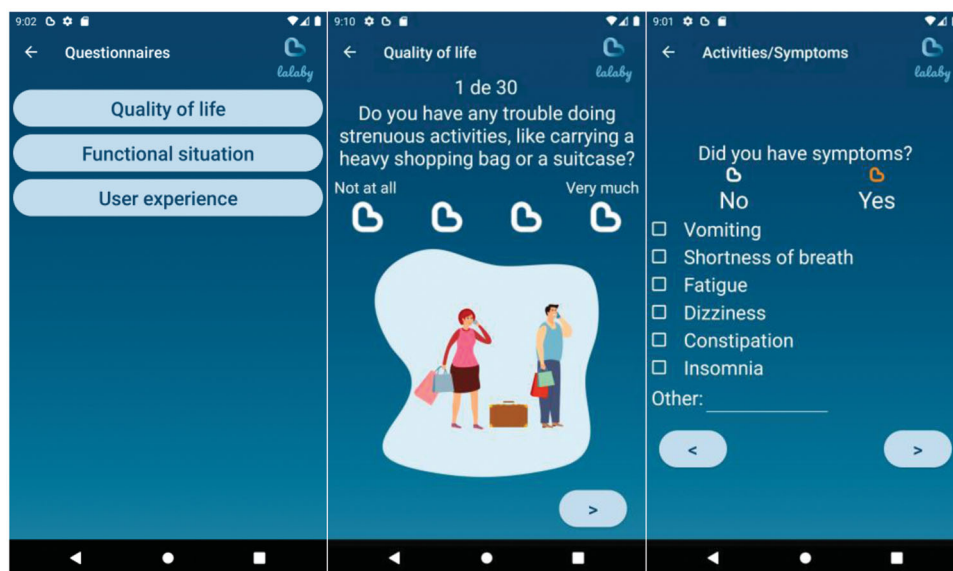 9:02
Questionnaires
lalaby
Quality of life
Functional situation
User experience
9:10
Quality of life
lalaby
1 de 30
Do you have any trouble doing
strenuous activities, like carrying a
heavy shopping bag or a suitcase?
Not at all
Very much
>
9:01
Activities/Symptoms
lalaby
Did you have symptoms?
No
Yes
Vomiting
Shortness of breath
Fatigue
Dizziness
Constipation
Insomnia
Other:
<
>